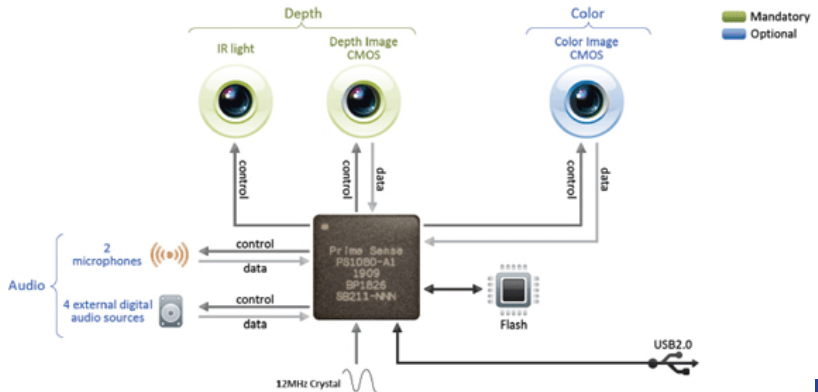 Depth
Color
Mandatory
Optional
IR light
Depth Image
CMOS
Color Image
CMOS
control
control
data
control
data
Audio
2
microphones
control
data
4 external digital
audio sources
control
data
Prime Sense
PS1080-A1
1909
BP1826
SB211-NNN
Flash
USB2.0
12MHz Crystal